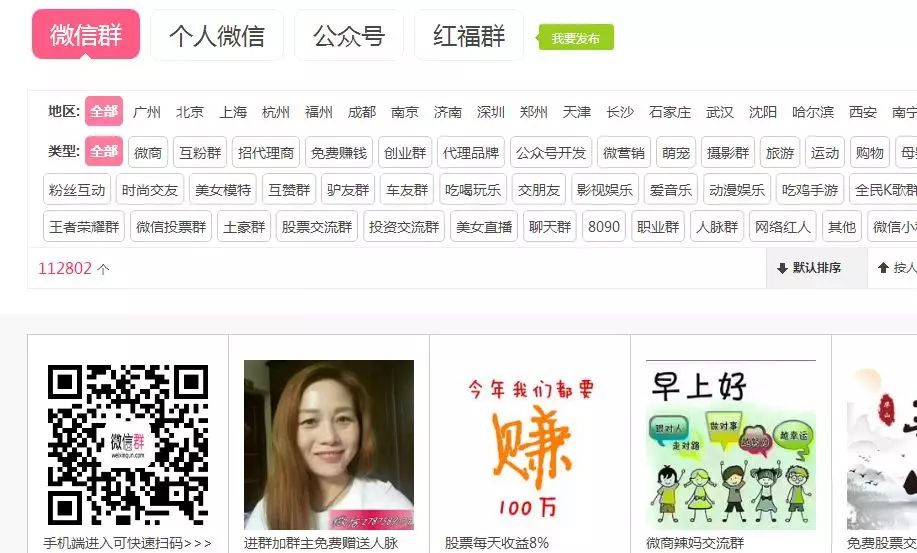 微信群 个人微信 公众号 红福群 我要发布
地区: 全部 广州 北京 上海 杭州 福州 成都 南京 济南 深圳 郑州 天津 长沙 石家庄 武汉 沈阳 哈尔滨 西安 南宁
类型: 全部 微商 互粉群 招代理商 免费赚钱 创业群 代理品牌 公众号开发 微营销 萌宠 摄影群 旅游 运动 购物
粉丝互动 时尚交友 美女模特 互赞群 驴友群 车友群 吃喝玩乐 交朋友 影视娱乐 爱音乐 动漫娱乐 吃鸡手游 全民K歌群
王者荣耀群 微信投票群 土豪群 股票交流群 投资交流群 美女直播 聊天群 8090 职业群 人脉群 网络红人 其他 微信小
112802 个
默认排序 按人
微信群
weixinqun.com
手机端进入可快速扫码>>>
进群加群主免费赠送人脉
今年我们都要
赚
100万
股票每天收益8%
早上好
跟对人
走对路
做对事
越幸运
微商辣妈交流群
免费股票交